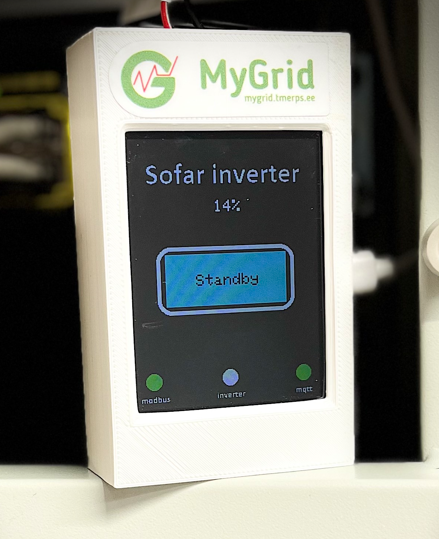 MyGrid
mygrid.tmerps.ee
Sofar inverter
14%
Standby
modbus
inverter
mqtt